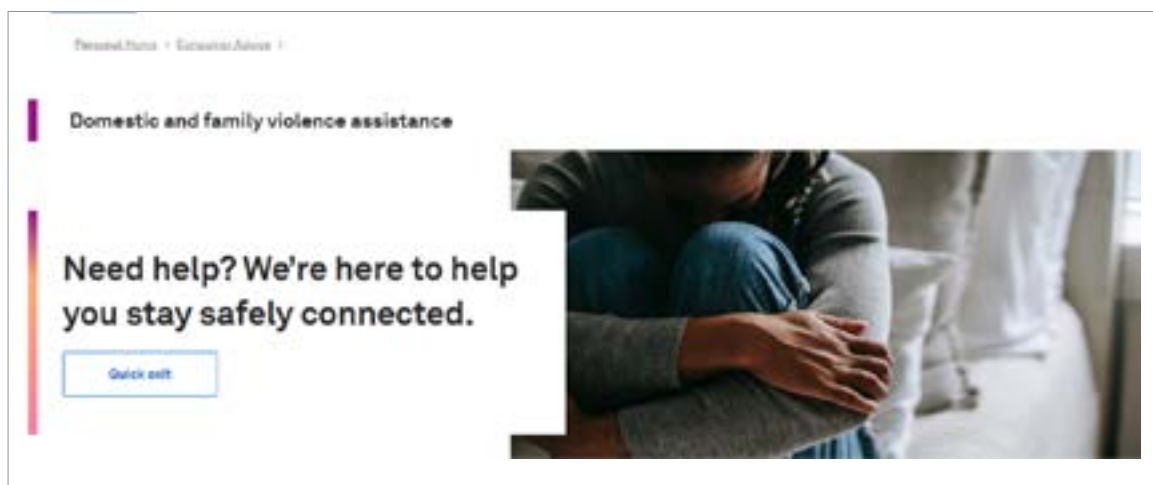 Domestic and family violence assistance
Need help? We're here to help
you stay safely connected.
Quick exit